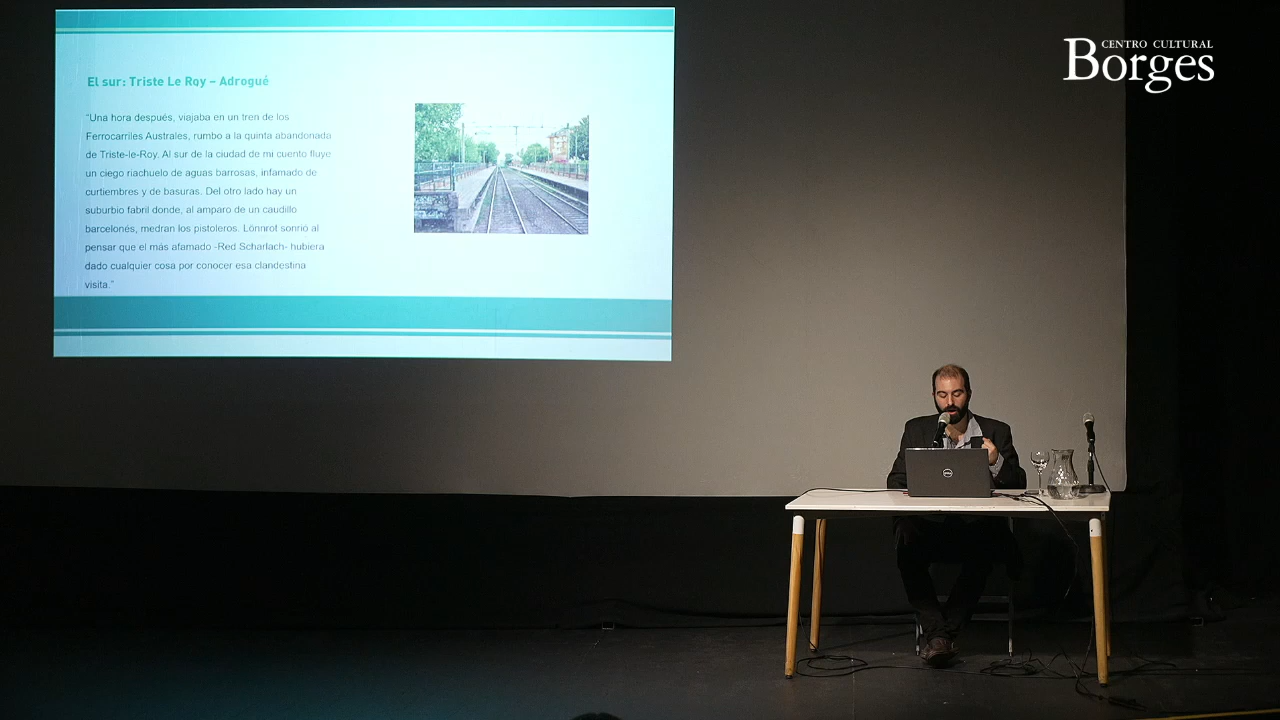 El sur: Triste Le Roy – Adrogué
“Una hora después, viajaba en un tren de los
Ferrocarriles Australes, rumbo a la quinta abandonada
de Triste-le-Roy. Al sur de la ciudad de mi cuento fluye
un ciego riachuelo de aguas barrosas, infamado de
curtiembres y de basuras. Del otro lado hay un
suburbio fabril donde, al amparo de un caudillo
barcelonés, medran los pistoleros. Lönnrot sonrió al
pensar que el más afamado -Red Scharlach- hubiera
dado cualquier cosa por conocer esa clandestina
visita.”
CENTRO CULTURAL
Borges
DELL